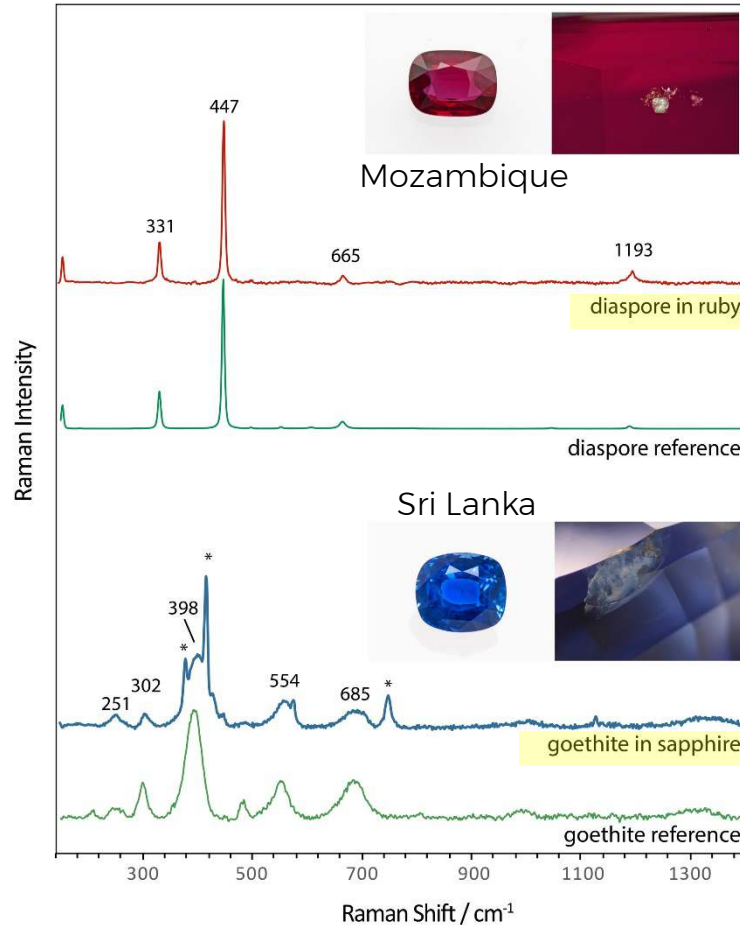 447
Mozambique
331
665
1193
diaspore in ruby
Raman Intensity
diaspore reference
Sri Lanka
*
398
*
302
554
*
251
685
goethite in sapphire
goethite reference
300
500
700
900
1100
1300
Raman Shift / cm⁻¹